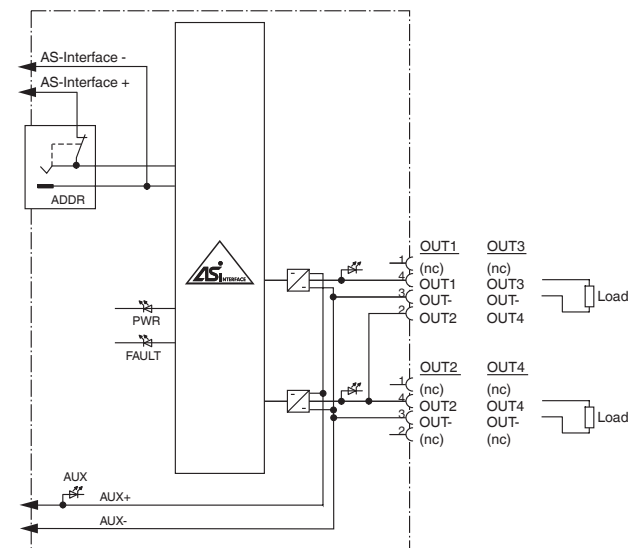 AS-Interface -
AS-Interface +
ADDR
ASi INTERFACE
PWR
FAULT
AUX
AUX+
AUX-
OUT1 OUT3
1 (nc) (nc)
4 OUT1 OUT3
3 OUT- OUT- Load
2 OUT2 OUT4
OUT2 OUT4
1 (nc) (nc)
4 OUT2 OUT4
3 OUT- OUT- Load
2 (nc) (nc)